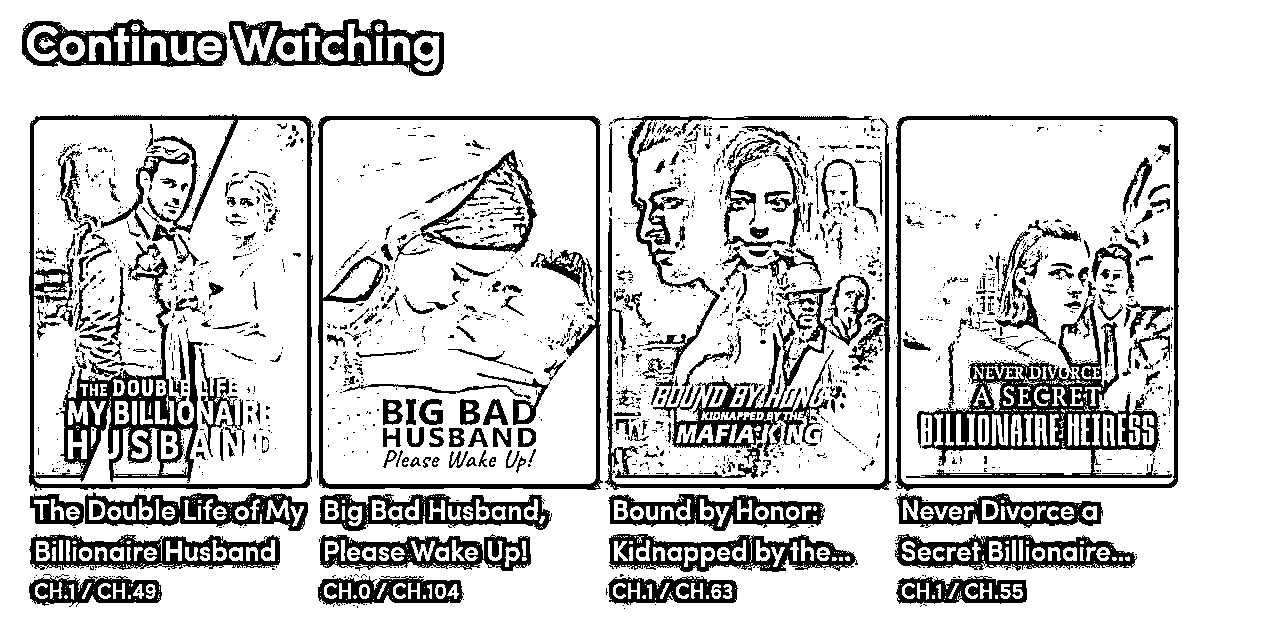 Continue Watching
THE DOUBLE LIFE
MY BILLIONAIRE
HUSBAND
BIG BAD
HUSBAND
Please Wake Up!
BOUND BY HONOR
KIDNAPPED BY THE
MAFIA KING
NEVER DIVORCE
A SECRET
BILLIONAIRE HEIRESS
The Double Life of My
Billionaire Husband
CH.1 / CH.49
Big Bad Husband,
Please Wake Up!
CH.0 / CH.104
Bound by Honor:
Kidnapped by the...
CH.1 / CH.63
Never Divorce a
Secret Billionaire...
CH.1 / CH.55